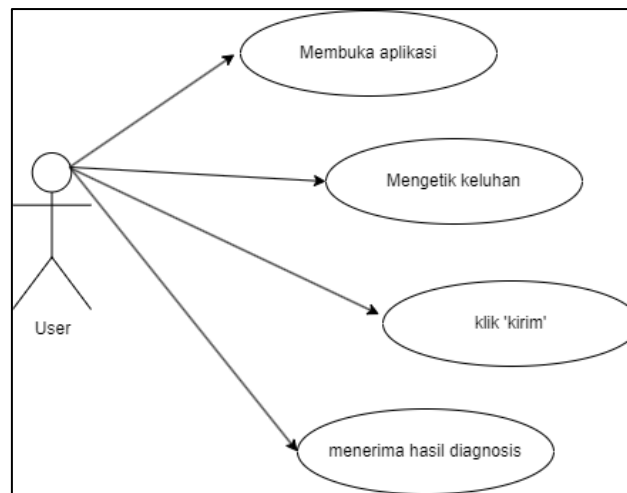 Membuka aplikasi
Mengetik keluhan
klik 'kirim'
User
menerima hasil diagnosis